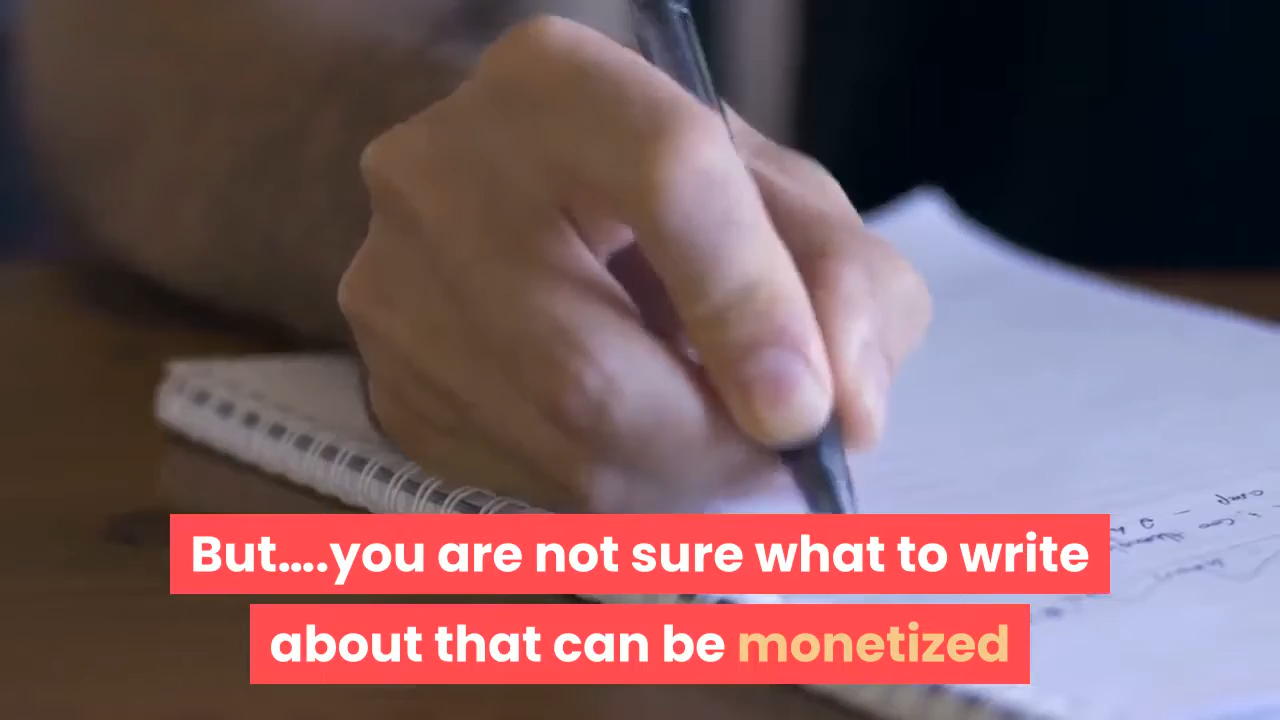 But....you are not sure what to write
about that can be monetized